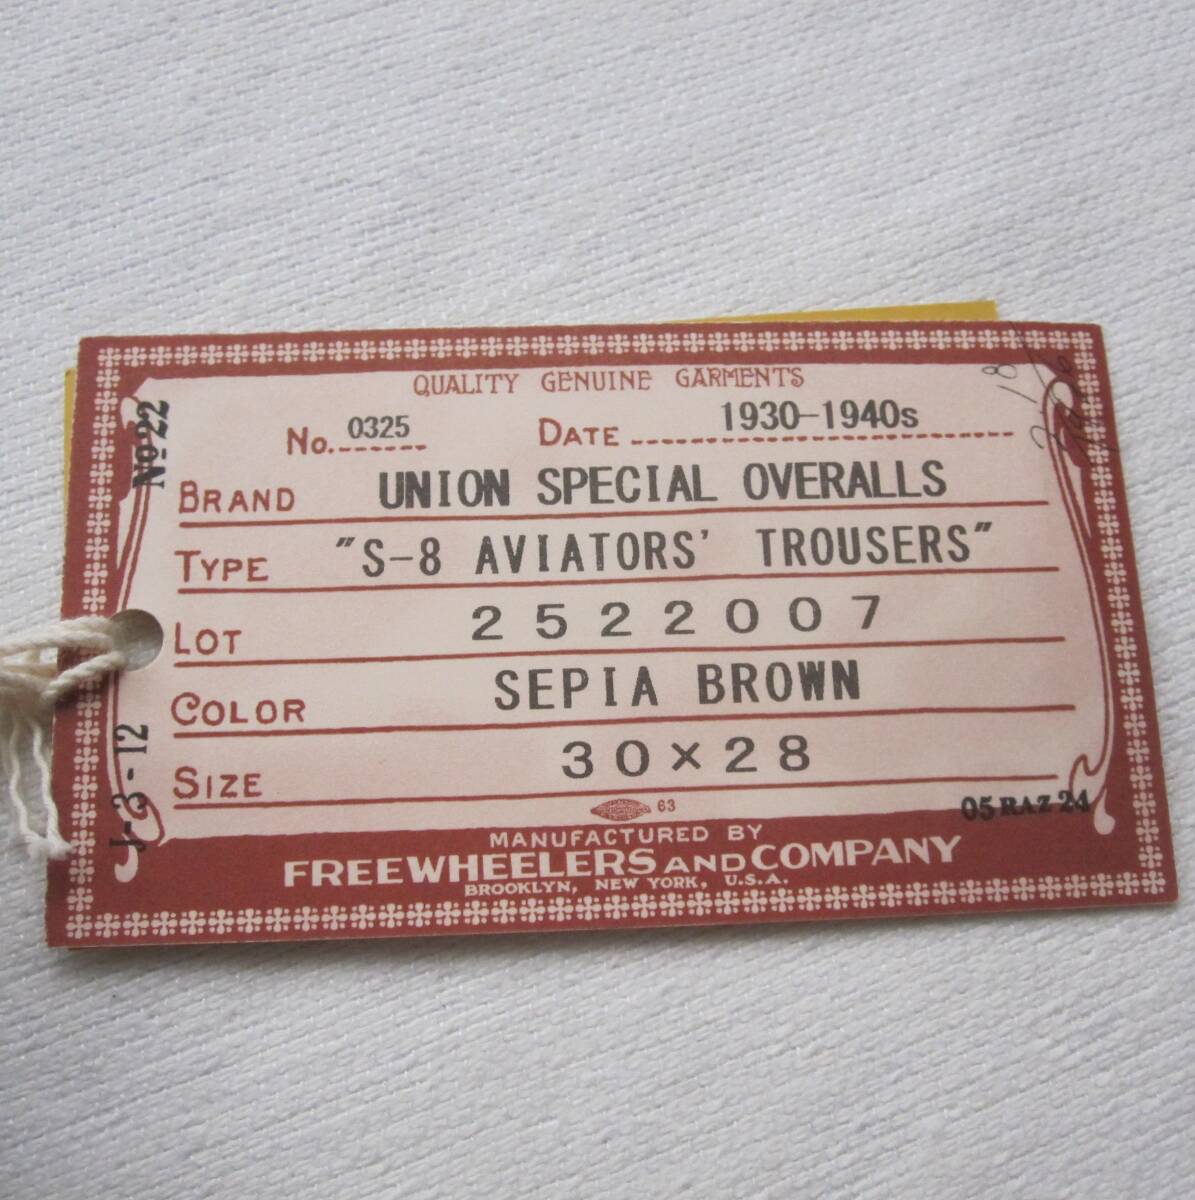 QUALITY GENUINE GARMENTS
No. 0325 DATE 1930-1940s
BRAND UNION SPECIAL OVERALLS
TYPE "S-8 AVIATORS' TROUSERS"
LOT 2522007
COLOR SEPIA BROWN
SIZE 30×28
63
MANUFACTURED BY
FREEWHEELERS AND COMPANY
BROOKLYN, NEW YORK, U.S.A.
No 22
J-3-12
05 RAZ 24